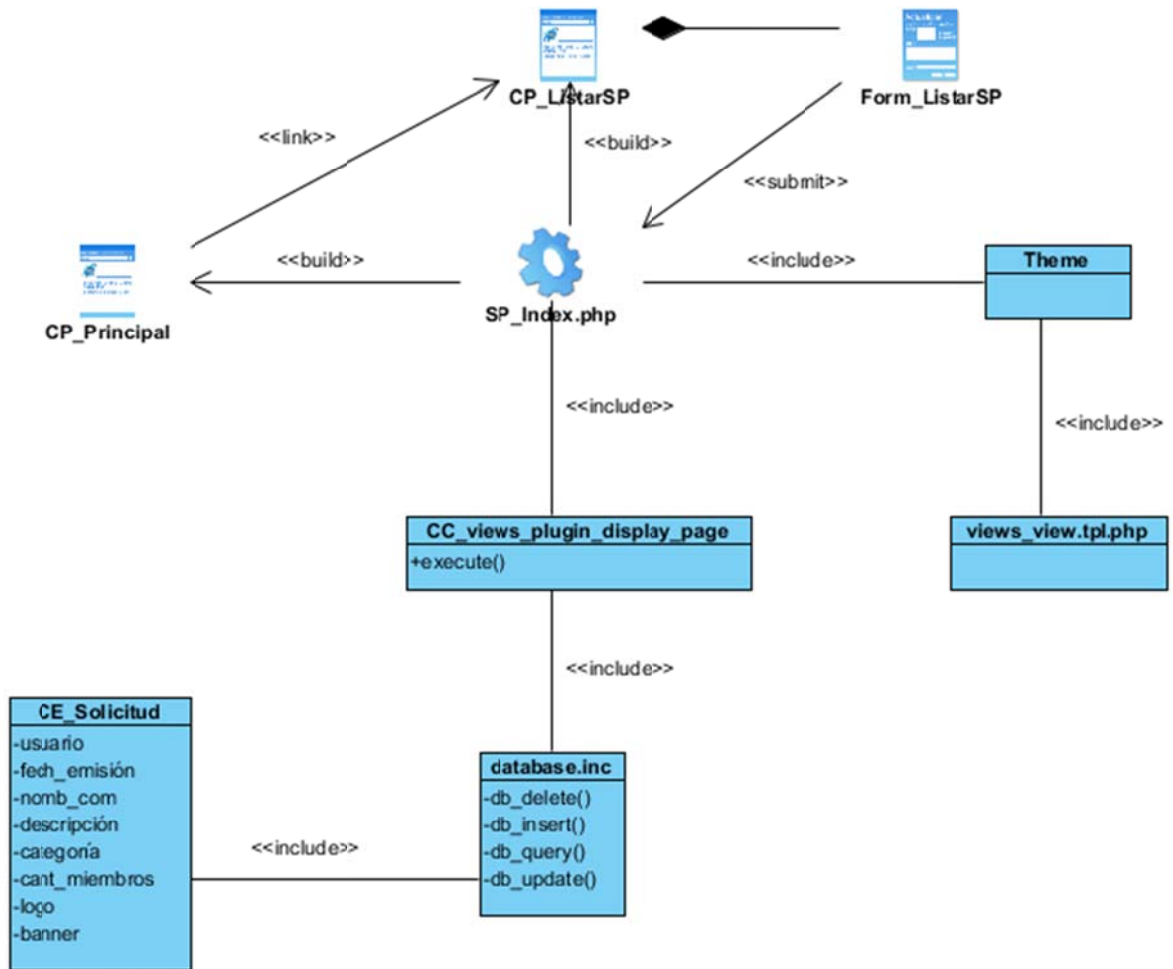 CP_ListarSP
Form_ListarSP
<<link>>
<<build>>
<<submit>>
<<build>>
<<include>>
Theme
SP_Index.php
CP_Principal
<<include>>
<<include>>
CC_views_plugin_display_page
+execute()
views_view.tpl.php
<<include>>
CE_Solicitud
-usuario
-fech_emisión
-nomb_com
-descripción
-categoría
-cant_miembros
-logo
-banner
<<include>>
database.inc
-db_delete()
-db_insert()
-db_query()
-db_update()